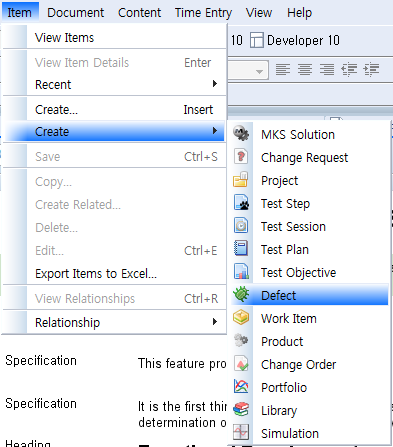 Item Document Content Time Entry View Help
10 Developer 10
View Items
View Item Details Enter
Recent
Create... Insert
Create
Save Ctrl+S
Copy...
Create Related...
Delete...
Edit... Ctrl+E
Export Items to Excel...
View Relationships Ctrl+R
Relationship
MKS Solution
Change Request
Project
Test Step
Test Session
Test Plan
Test Objective
Defect
Work Item
Product
Change Order
Portfolio
Library
Simulation
Specification This feature pro
Specification It is the first thin
determination o
Heading